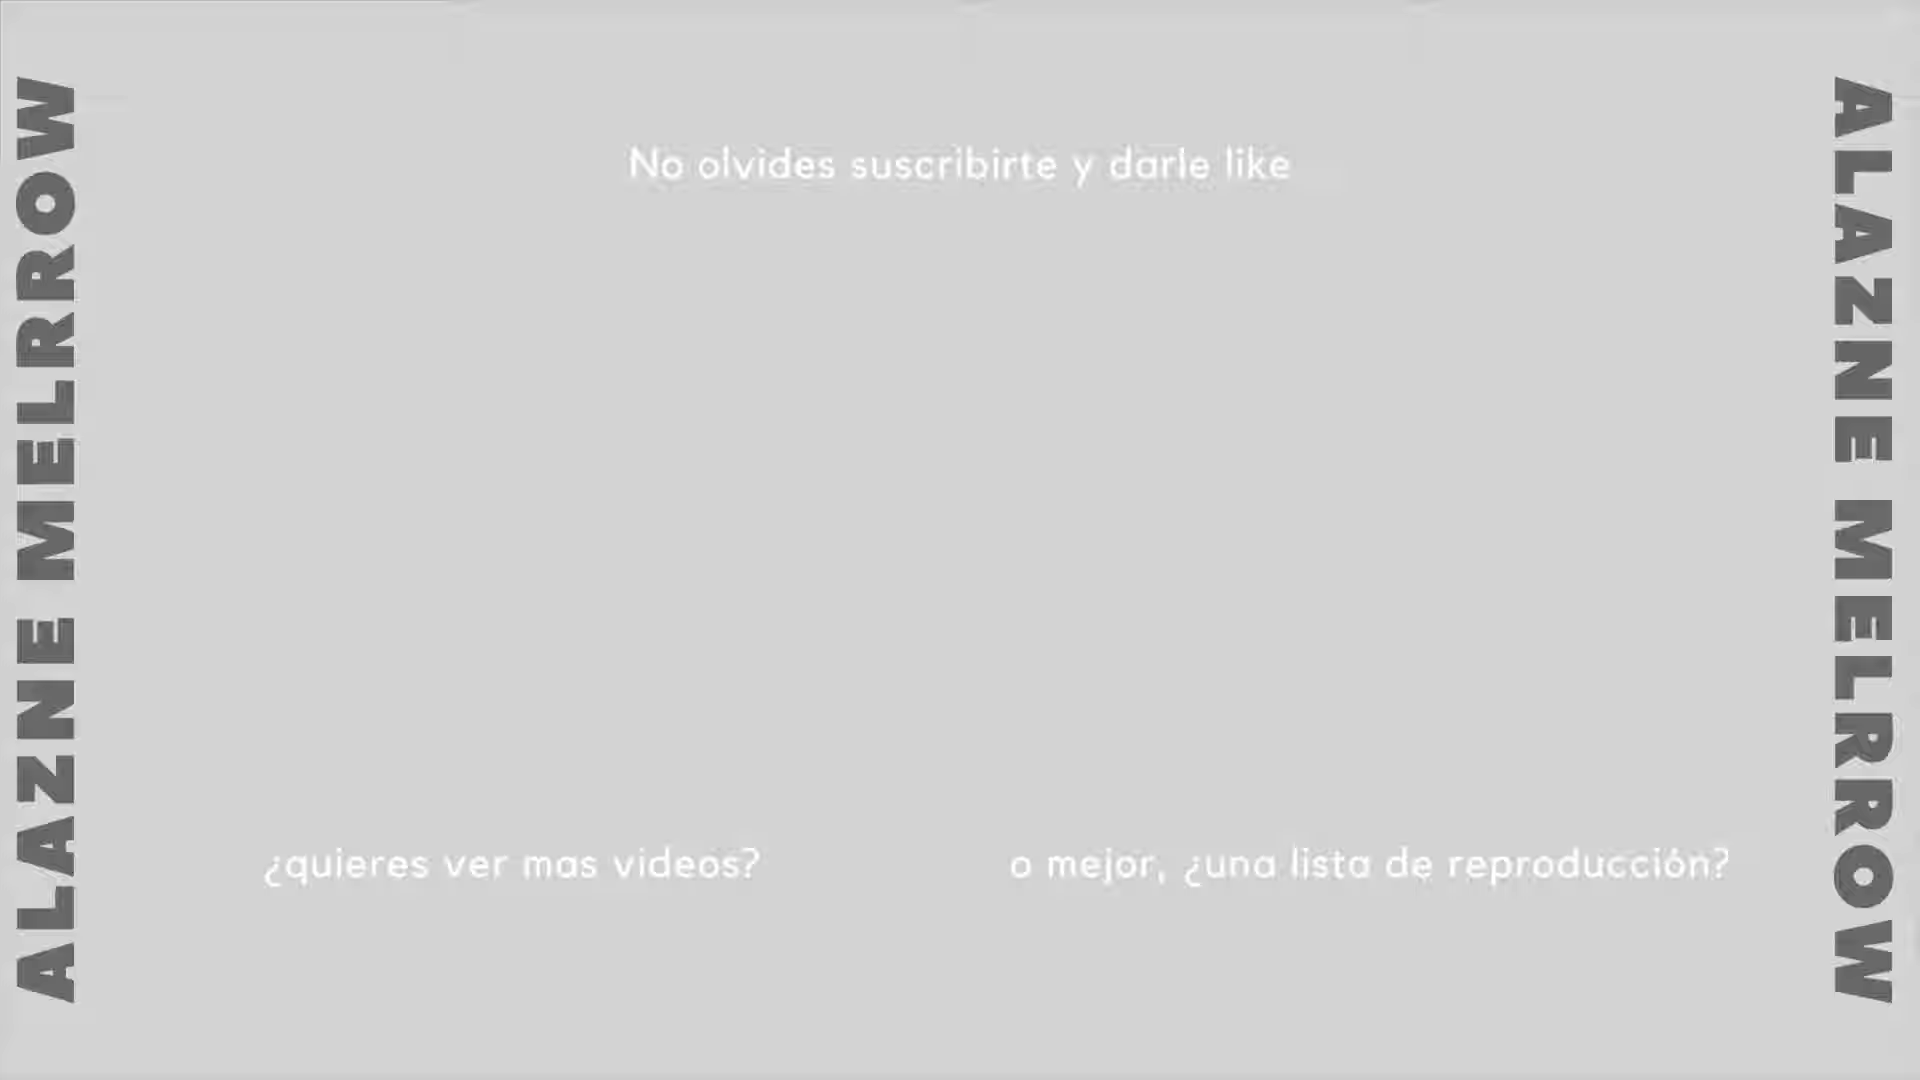 ALAZNE MELRROW
No olvides suscribirte y darle like
¿quieres ver mas videos?
o mejor, ¿una lista de reproducción?
ALAZNE MELRROW